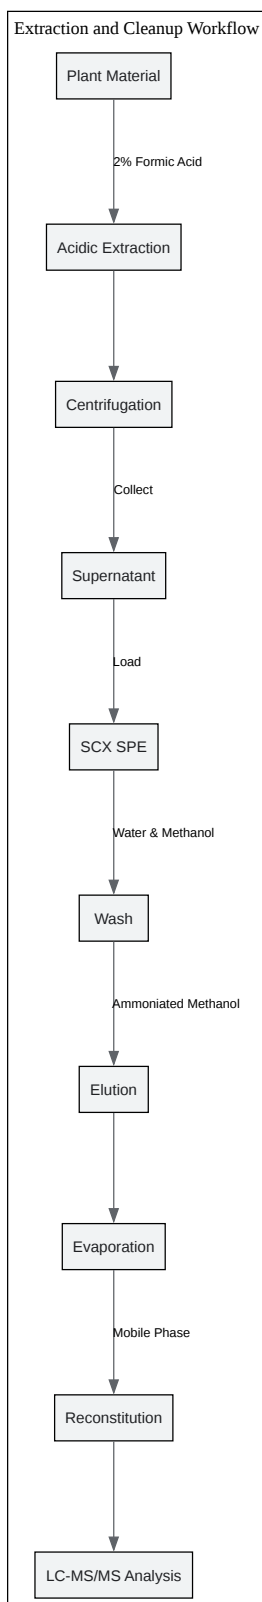 Extraction and Cleanup Workflow
Plant Material
2% Formic Acid
Acidic Extraction
Centrifugation
Collect
Supernatant
Load
SCX SPE
Water & Methanol
Wash
Ammoniated Methanol
Elution
Evaporation
Mobile Phase
Reconstitution
LC-MS/MS Analysis